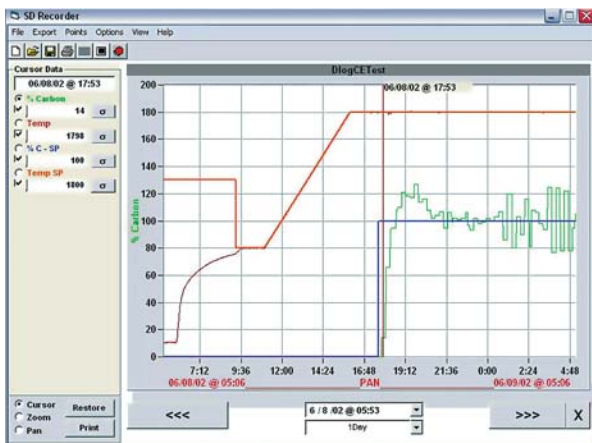 SD Recorder
File Export Points Options View Help
Cursor Data
06/08/02 @ 17:53
% Carbon
14 σ
Temp
1798 σ
% C - SP
100 σ
Temp SP
1800 σ
DlogCETest
06/08/02 @ 17:53
% Carbon
200
180
160
140
120
100
80
60
40
20
0
7:12 9:36 12:00 14:24 16:48 19:12 21:36 0:00 2:24 4:48
06/08/02 @ 05:06 PAN 06/09/02 @ 05:06
Cursor Restore
Zoom
Pan Print
<<< 6 / 8 /02 @ 05:53 >>> X
1Day